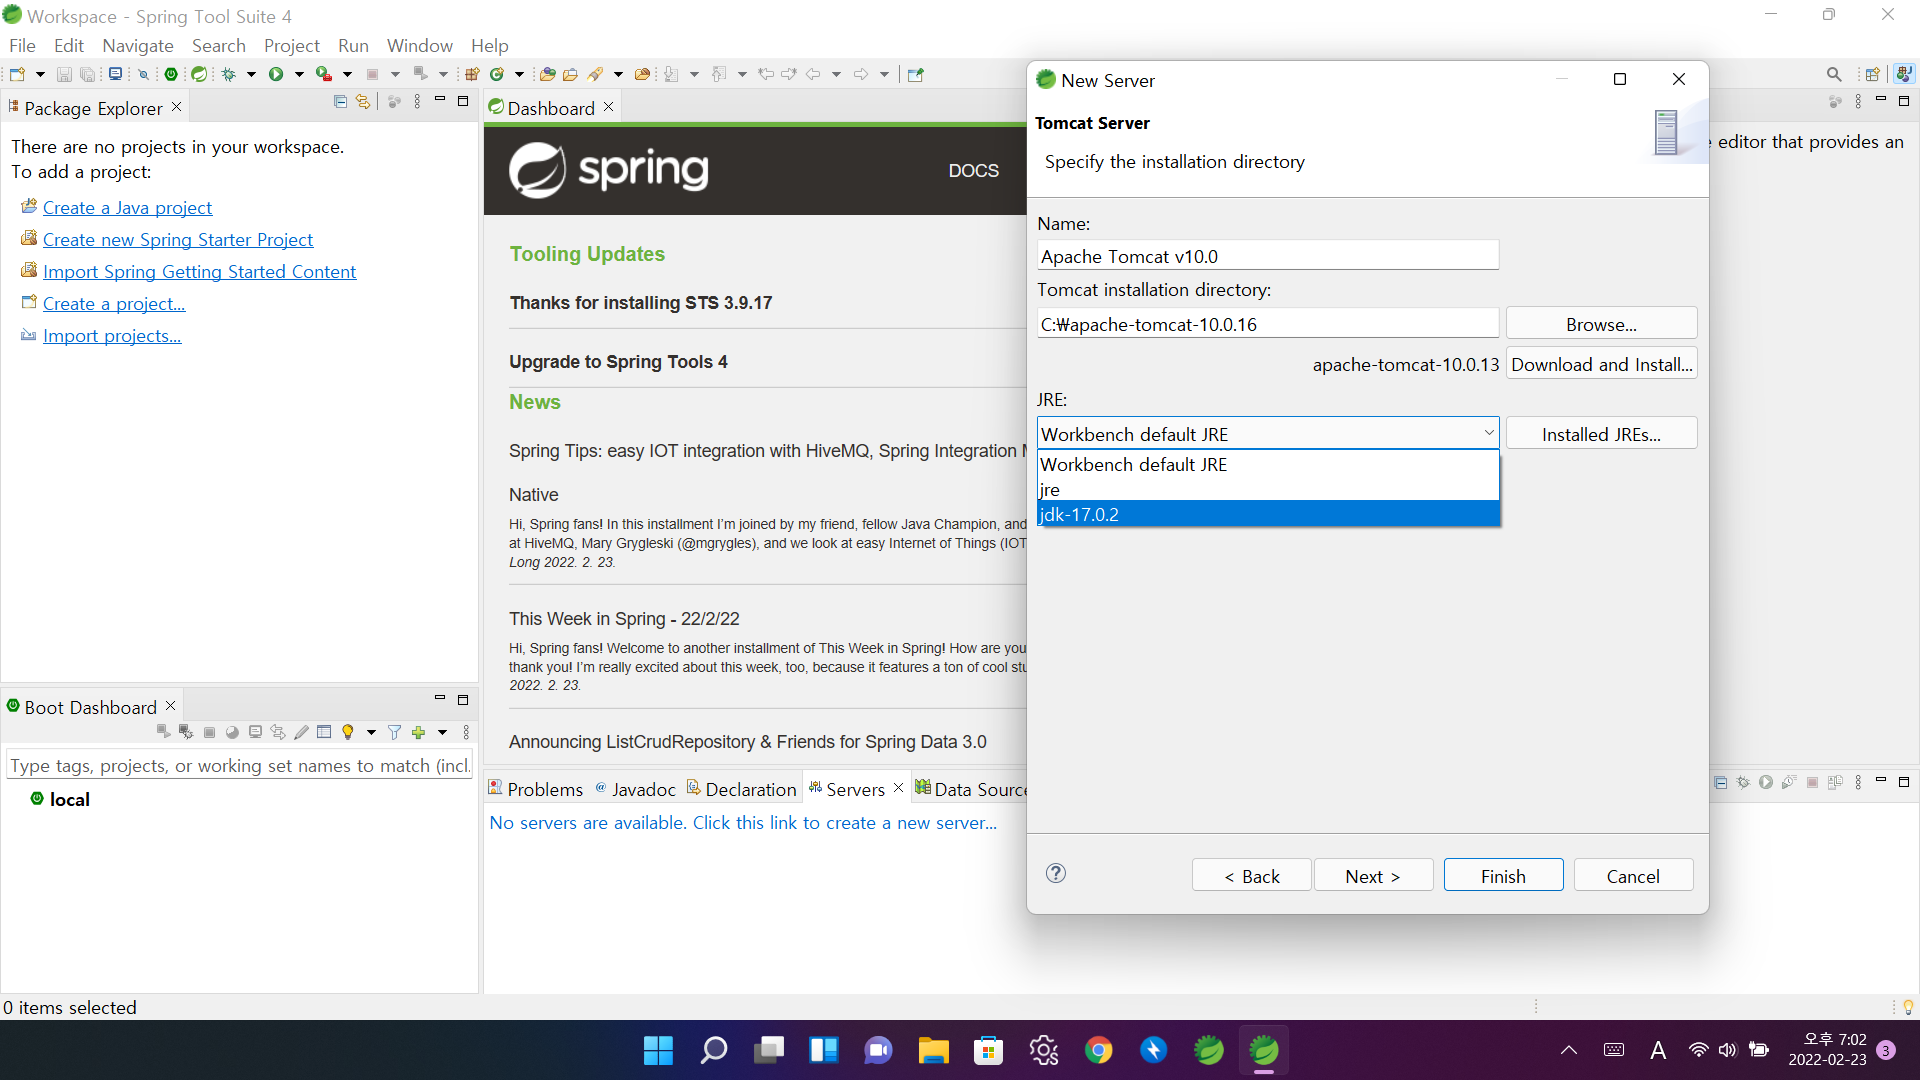 Workspace - Spring Tool Suite 4
File Edit Navigate Search Project Run Window Help
Package Explorer
There are no projects in your workspace.
To add a project:
Create a Java project
Create new Spring Starter Project
Import Spring Getting Started Content
Create a project...
Import projects...
Dashboard
spring
DOCS
Tooling Updates
Thanks for installing STS 3.9.17
Upgrade to Spring Tools 4
News
Spring Tips: easy IOT integration with HiveMQ, Spring Integration
Native
Hi, Spring fans! In this installment I'm joined by my friend, fellow Java Champion, and
at HiveMQ, Mary Grygleski (@mgrygles), and we look at easy Internet of Things (IOT
Long 2022. 2. 23.
This Week in Spring - 22/2/22
Hi, Spring fans! Welcome to another installment of This Week in Spring! How are you
thank you! I'm really excited about this week, too, because it features a ton of cool
2022. 2. 23.
Announcing ListCrudRepository & Friends for Spring Data 3.0
editor that provides an
New Server
Tomcat Server
Specify the installation directory
Name:
Apache Tomcat v10.0
Tomcat installation directory:
C:₩apache-tomcat-10.0.16
Browse...
apache-tomcat-10.0.13 Download and Install...
JRE:
Workbench default JRE
Installed JREs...
Workbench default JRE
jre
jdk-17.0.2
< Back Next > Finish Cancel
Boot Dashboard
Type tags, projects, or working set names to match (incl.
local
Problems @ Javadoc Declaration Servers Data Source
No servers are available. Click this link to create a new server...
0 items selected
A
오후 7:02
2022-02-23
3